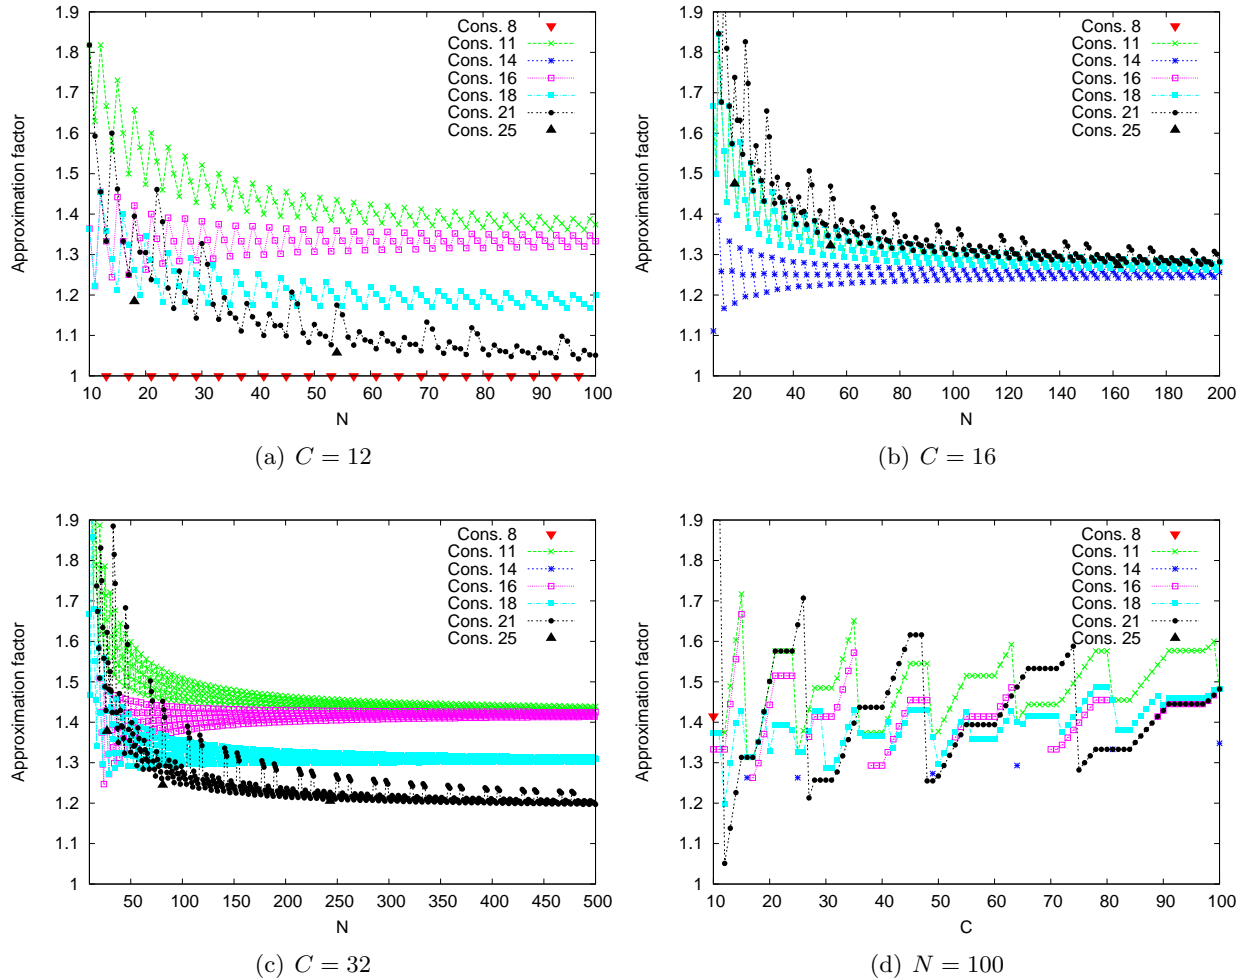 1.9
1.8
1.7
1.6
1.5
1.4
1.3
1.2
1.1
1
Approximation factor
Cons. 8
Cons. 11
Cons. 14
Cons. 16
Cons. 18
Cons. 21
Cons. 25
10 20 30 40 50 60 70 80 90 100
N
(a) C = 12
1.9
1.8
1.7
1.6
1.5
1.4
1.3
1.2
1.1
1
Approximation factor
Cons. 8
Cons. 11
Cons. 14
Cons. 16
Cons. 18
Cons. 21
Cons. 25
20 40 60 80 100 120 140 160 180 200
N
(b) C = 16
1.9
1.8
1.7
1.6
1.5
1.4
1.3
1.2
1.1
1
Approximation factor
Cons. 8
Cons. 11
Cons. 14
Cons. 16
Cons. 18
Cons. 21
Cons. 25
50 100 150 200 250 300 350 400 450 500
N
(c) C = 32
1.9
1.8
1.7
1.6
1.5
1.4
1.3
1.2
1.1
1
Approximation factor
Cons. 8
Cons. 11
Cons. 14
Cons. 16
Cons. 18
Cons. 21
Cons. 25
10 20 30 40 50 60 70 80 90 100
C
(d) N = 100